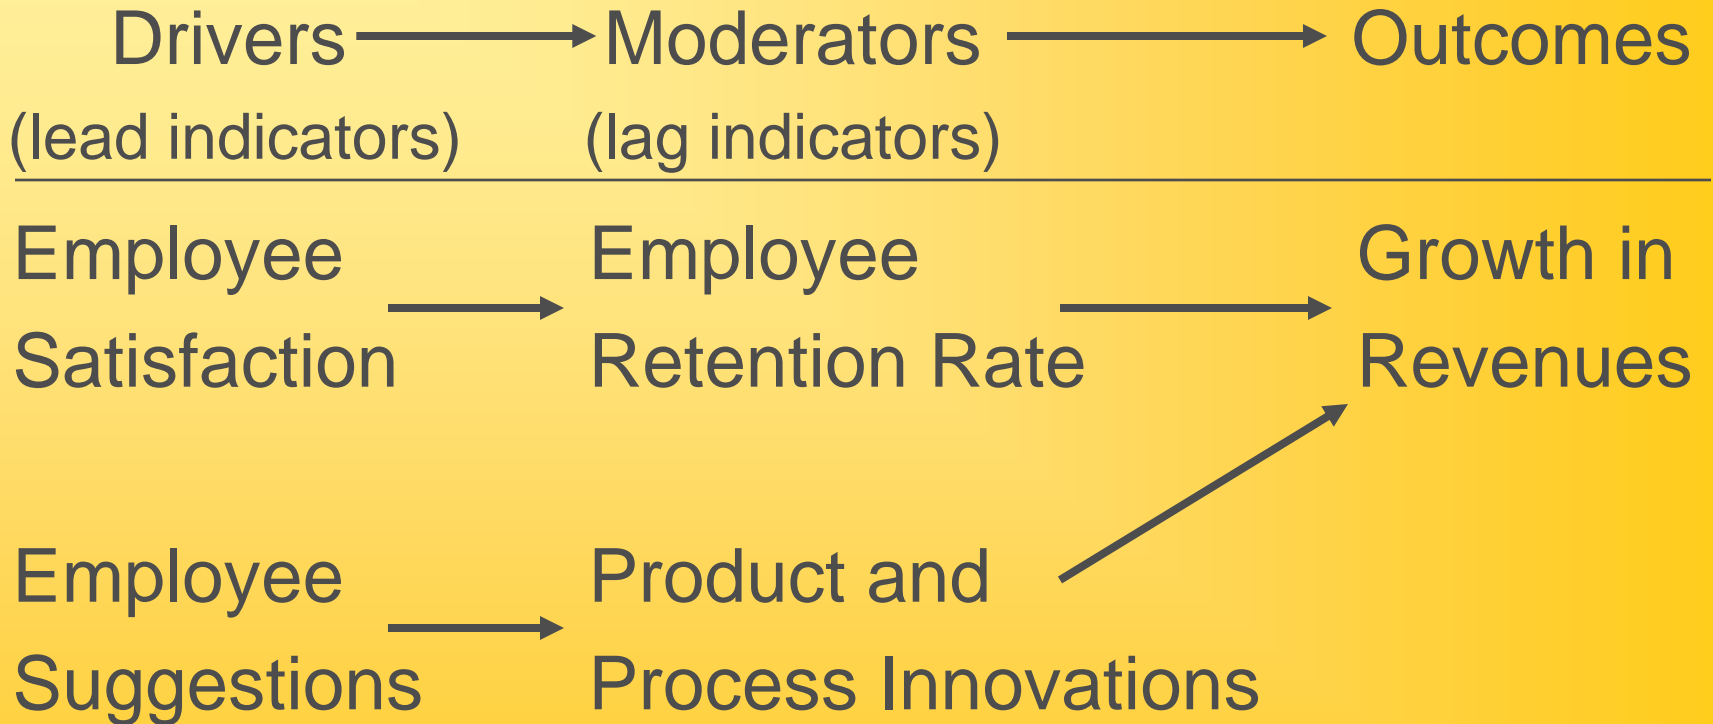 Drivers Moderators Outcomes
(lead indicators) (lag indicators)
Employee Employee Growth in
Satisfaction Retention Rate Revenues
Employee Product and
Suggestions Process Innovations